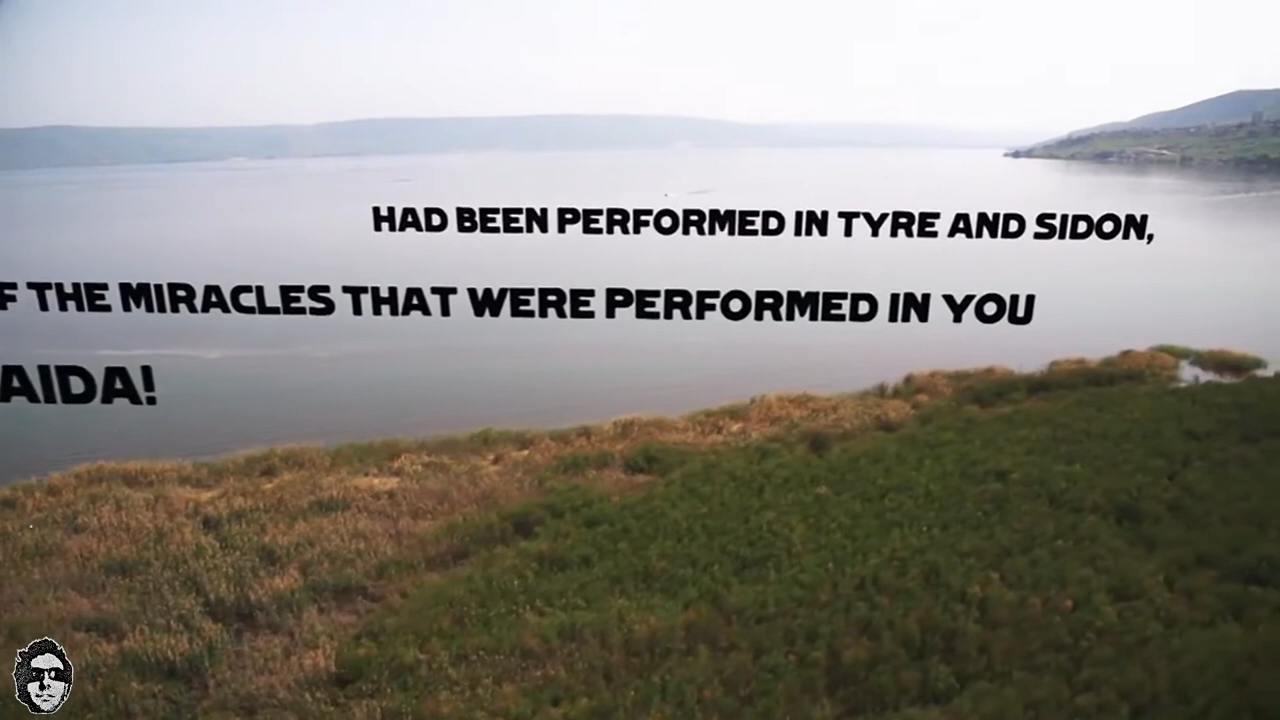 HAD BEEN PERFORMED IN TYRE AND SIDON,
F THE MIRACLES THAT WERE PERFORMED IN YOU
AIDA!